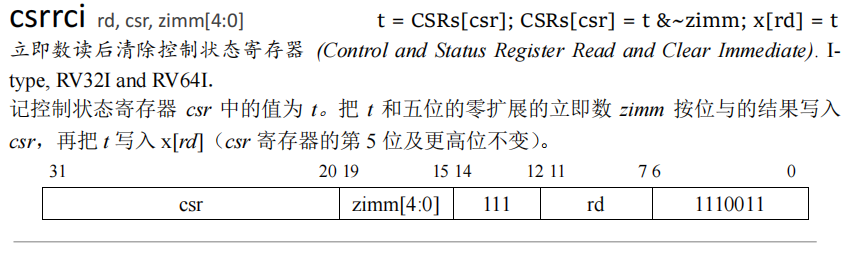 csrrci rd, csr, zimm[4:0] t = CSRs[csr]; CSRs[csr] = t &~zimm; x[rd] = t
立即数读后清除控制状态寄存器 (Control and Status Register Read and Clear Immediate). I-
type, RV32I and RV64I.
记控制状态寄存器 csr 中的值为 t。把 t 和五位的零扩展的立即数 zimm 按位与的结果写入
csr，再把 t 写入 x[rd]（csr 寄存器的第 5 位及更高位不变）。
31 20 19 15 14 12 11 7 6 0
csr zimm[4:0] 111 rd 1110011